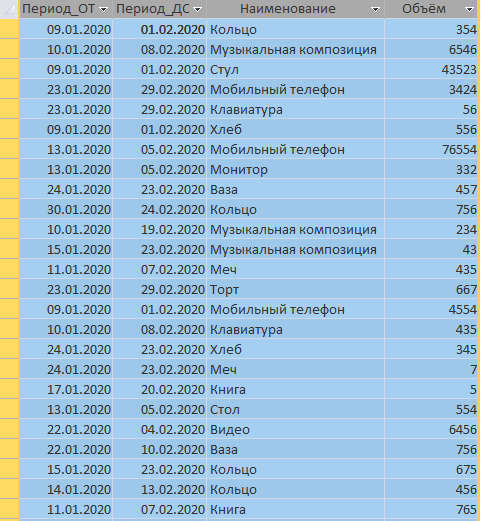 Период_ОТ Период_ДС Наименование Объём
09.01.2020 01.02.2020 Кольцо 354
10.01.2020 08.02.2020 Музыкальная композиция 6546
09.01.2020 01.02.2020 Стул 43523
23.01.2020 29.02.2020 Мобильный телефон 3424
23.01.2020 29.02.2020 Клавиатура 56
09.01.2020 01.02.2020 Хлеб 556
13.01.2020 05.02.2020 Мобильный телефон 76554
13.01.2020 05.02.2020 Монитор 332
24.01.2020 23.02.2020 Ваза 457
30.01.2020 24.02.2020 Кольцо 756
10.01.2020 19.02.2020 Музыкальная композиция 234
15.01.2020 23.02.2020 Музыкальная композиция 43
11.01.2020 07.02.2020 Меч 435
23.01.2020 29.02.2020 Торт 667
09.01.2020 01.02.2020 Мобильный телефон 4554
10.01.2020 08.02.2020 Клавиатура 435
24.01.2020 23.02.2020 Хлеб 345
24.01.2020 23.02.2020 Меч 7
17.01.2020 20.02.2020 Книга 5
13.01.2020 05.02.2020 Стол 554
22.01.2020 04.02.2020 Видео 6456
22.01.2020 10.02.2020 Ваза 756
15.01.2020 23.02.2020 Кольцо 675
14.01.2020 13.02.2020 Кольцо 456
11.01.2020 07.02.2020 Книга 765